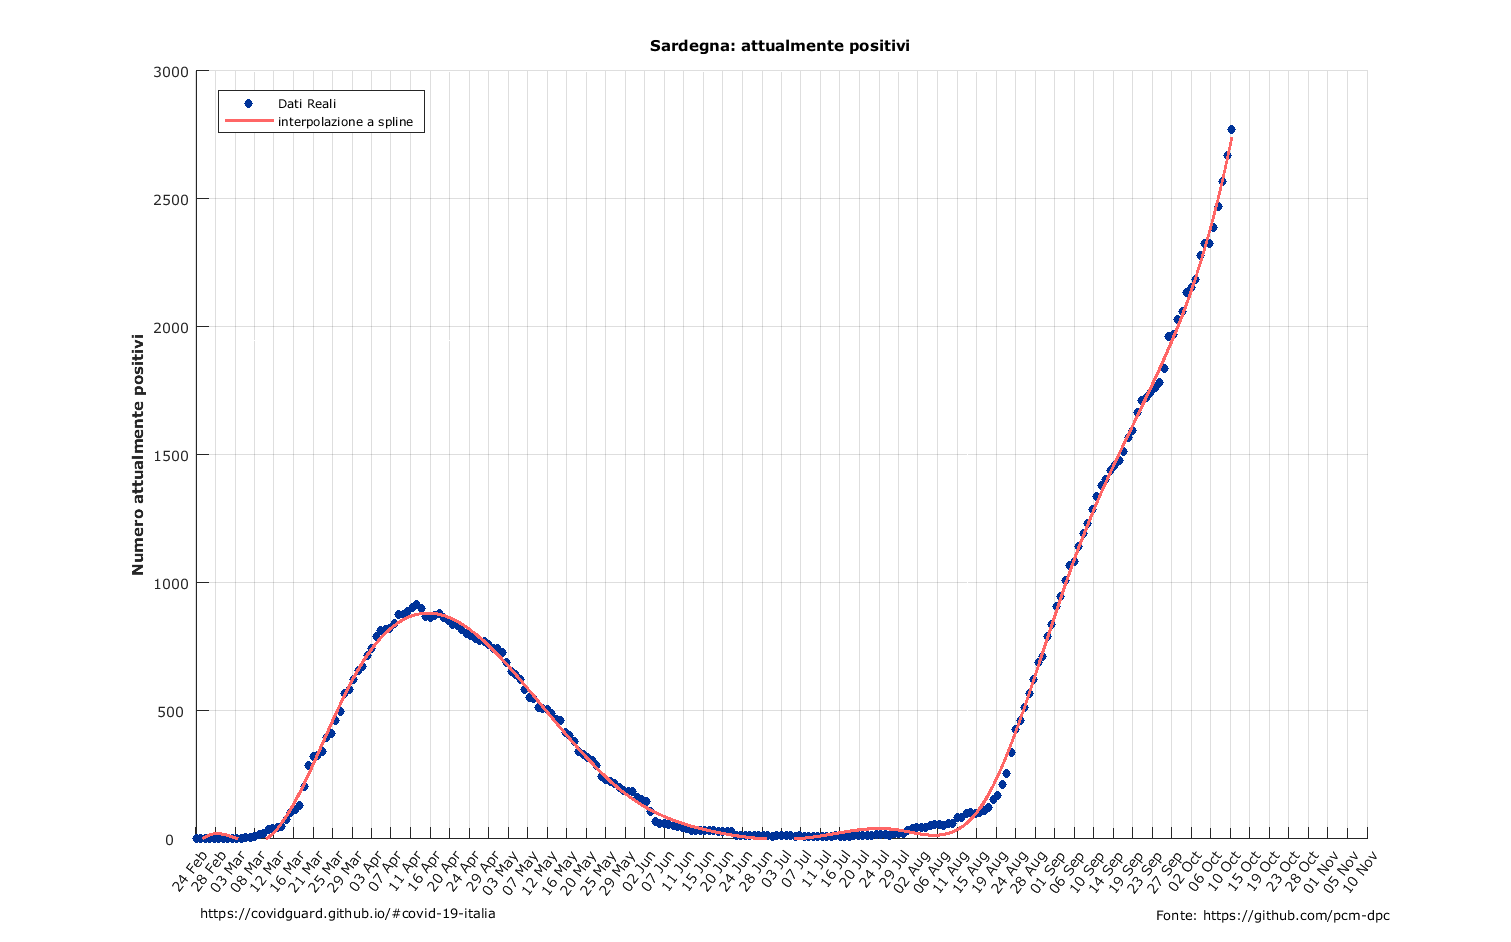 Sardegna: attualmente positivi
Dati Reali
interpolazione a spline
Numero attualmente positivi
3000
2500
2000
1500
1000
500
0
24 Feb
28 Feb
03 Mar
08 Mar
12 Mar
16 Mar
21 Mar
25 Mar
29 Mar
03 Apr
07 Apr
11 Apr
16 Apr
20 Apr
24 Apr
29 Apr
03 May
07 May
12 May
16 May
20 May
25 May
29 May
02 Jun
07 Jun
11 Jun
15 Jun
20 Jun
24 Jun
28 Jun
03 Jul
07 Jul
11 Jul
16 Jul
20 Jul
24 Jul
29 Jul
02 Aug
06 Aug
11 Aug
15 Aug
19 Aug
24 Aug
28 Aug
01 Sep
06 Sep
10 Sep
14 Sep
19 Sep
23 Sep
27 Sep
02 Oct
06 Oct
10 Oct
15 Oct
19 Oct
23 Oct
28 Oct
01 Nov
05 Nov
10 Nov
https://covidguard.github.io/#covid-19-italia
Fonte: https://github.com/pcm-dpc